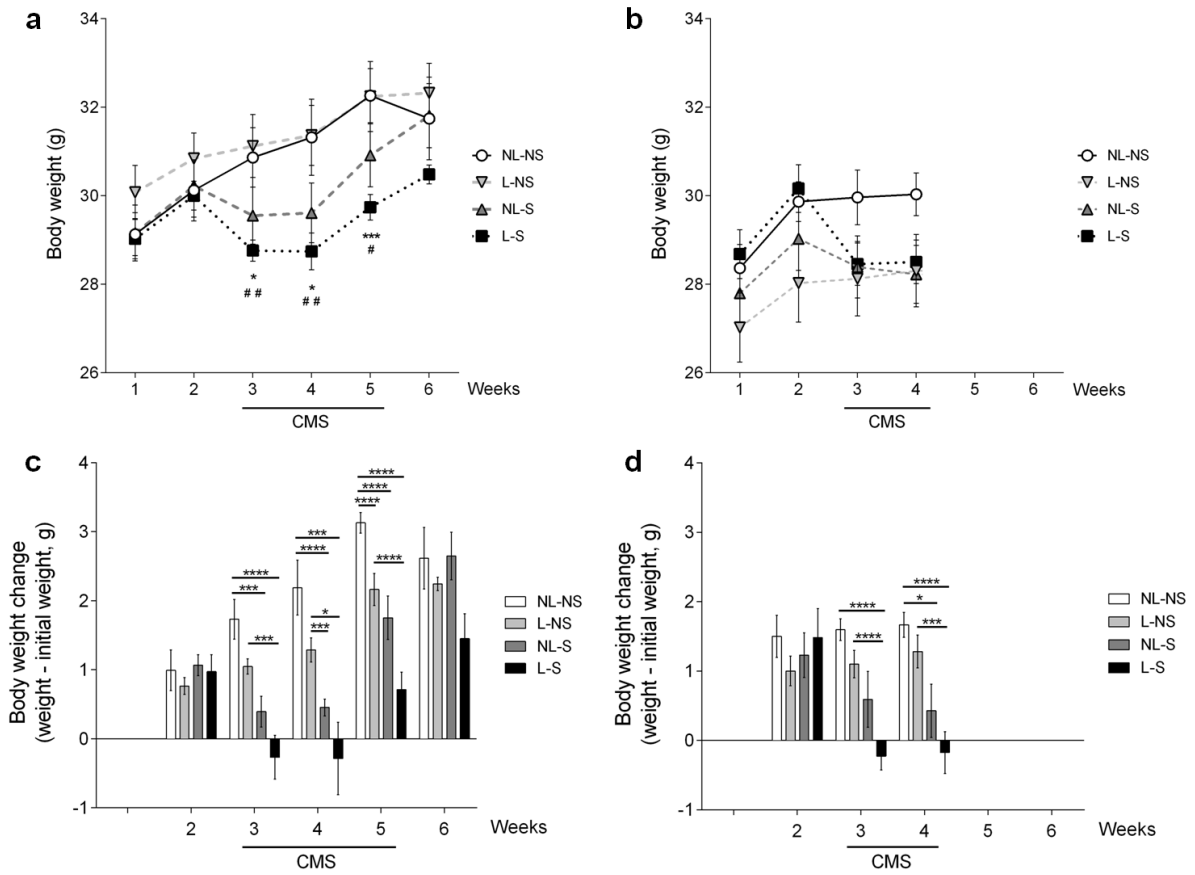 a
34
32
30
28
26
Body weight (g)
*
# #
*
# #
***
#
1 2 3 4 5 6 Weeks
CMS
NL-NS
L-NS
NL-S
L-S
b
34
32
30
28
26
Body weight (g)
1 2 3 4 5 6 Weeks
CMS
NL-NS
L-NS
NL-S
L-S
c
4
3
2
1
0
-1
Body weight change
(weight - initial weight, g)
****
***
***
***
****
*
***
****
****
****
****
2 3 4 5 6 Weeks
CMS
NL-NS
L-NS
NL-S
L-S
d
4
3
2
1
0
-1
Body weight change
(weight - initial weight, g)
****
****
****
*
***
2 3 4 5 6 Weeks
CMS
NL-NS
L-NS
NL-S
L-S